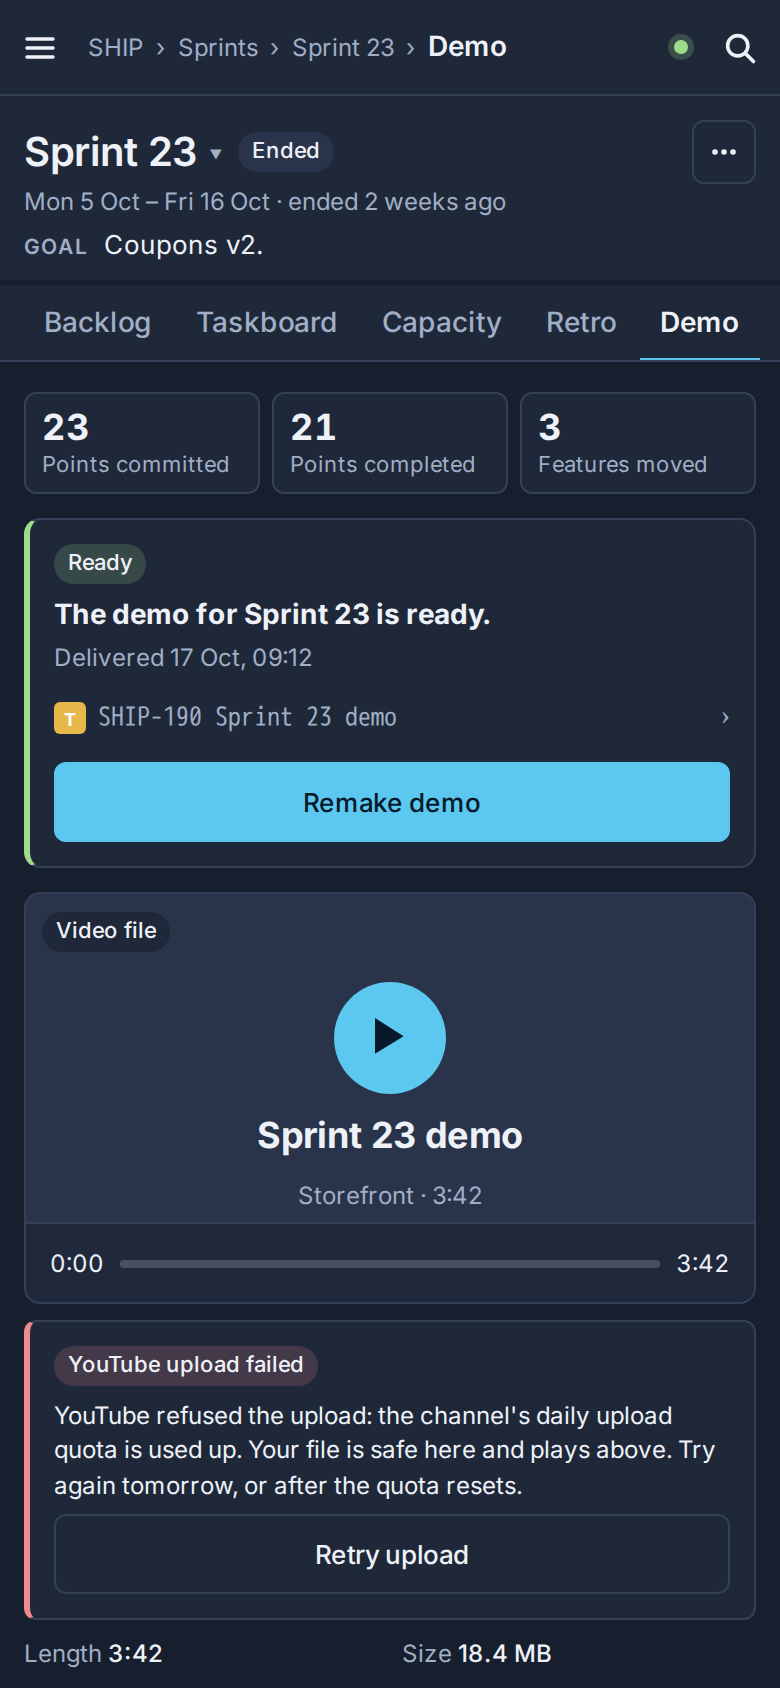 SHIP › Sprints › Sprint 23 › Demo
Sprint 23 ▾ Ended
Mon 5 Oct – Fri 16 Oct · ended 2 weeks ago
GOAL Coupons v2.
Backlog Taskboard Capacity Retro Demo
23 21 3
Points committed Points completed Features moved
Ready
The demo for Sprint 23 is ready.
Delivered 17 Oct, 09:12
T SHIP-190 Sprint 23 demo ›
Remake demo
Video file
Sprint 23 demo
Storefront · 3:42
0:00 3:42
YouTube upload failed
YouTube refused the upload: the channel's daily upload
quota is used up. Your file is safe here and plays above. Try
again tomorrow, or after the quota resets.
Retry upload
Length 3:42 Size 18.4 MB